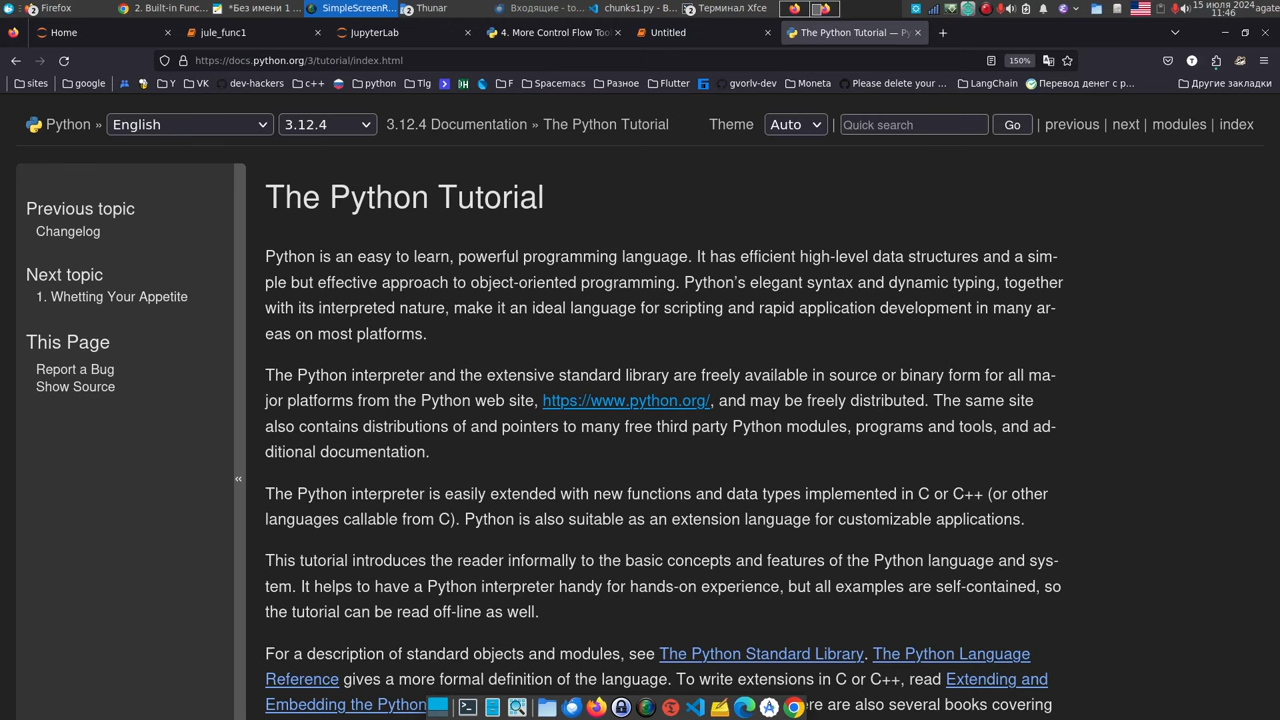 Firefox
2. Built-in Func...
*Без имени 1 ...
SimpleScreenR...
Thunar
Входящие - to...
chunks1.py - B...
Терминал Xfce
15 июля 2024
11:46
agate
Home
jule_func1
JupyterLab
4. More Control Flow Too
Untitled
The Python Tutorial — Py
https://docs.python.org/3/tutorial/index.html
150%
sites
google
Y
VK
dev-hackers
c++
python
Tlg
F
Spacemacs
Разное
Flutter
gvorlv-dev
Moneta
Please delete your ...
LangChain
Перевод денег с р...
Другие закладки
Python »
English
3.12.4
3.12.4 Documentation » The Python Tutorial
Theme
Auto
|
Quick search
Go
| previous | next | modules | index
Previous topic
Changelog
Next topic
1. Whetting Your Appetite
This Page
Report a Bug
Show Source
«
The Python Tutorial
Python is an easy to learn, powerful programming language. It has efficient high-level data structures and a sim-
ple but effective approach to object-oriented programming. Python’s elegant syntax and dynamic typing, together
with its interpreted nature, make it an ideal language for scripting and rapid application development in many ar-
eas on most platforms.
The Python interpreter and the extensive standard library are freely available in source or binary form for all ma-
jor platforms from the Python web site, https://www.python.org/, and may be freely distributed. The same site
also contains distributions of and pointers to many free third party Python modules, programs and tools, and ad-
ditional documentation.
The Python interpreter is easily extended with new functions and data types implemented in C or C++ (or other
languages callable from C). Python is also suitable as an extension language for customizable applications.
This tutorial introduces the reader informally to the basic concepts and features of the Python language and sys-
tem. It helps to have a Python interpreter handy for hands-on experience, but all examples are self-contained, so
the tutorial can be read off-line as well.
For a description of standard objects and modules, see The Python Standard Library. The Python Language
Reference gives a more formal definition of the language. To write extensions in C or C++, read Extending and
Embedding the Python
ere are also several books covering